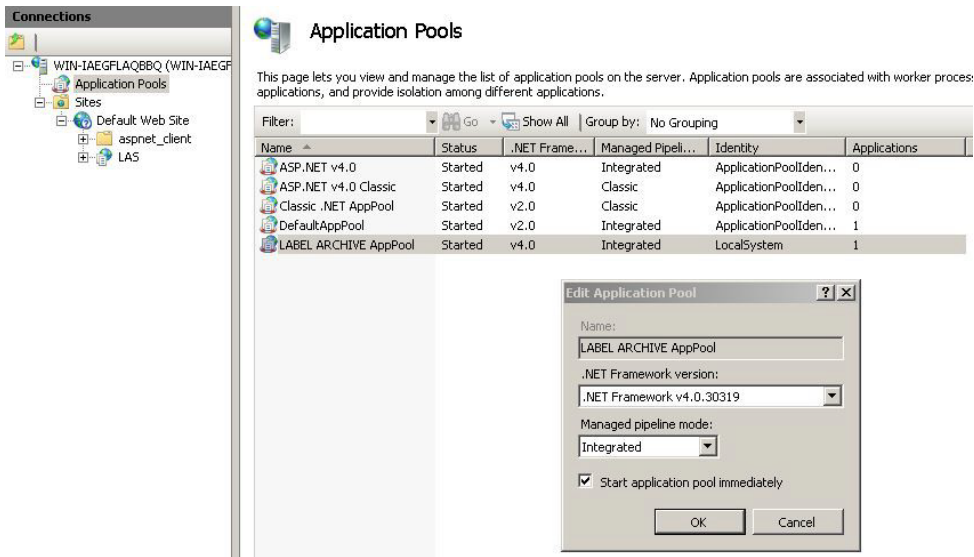 Connections
WIN-IAEGFLAQBBQ (WIN-IAEGF
Application Pools
Sites
Default Web Site
aspnet_client
LAS
Application Pools
This page lets you view and manage the list of application pools on the server. Application pools are associated with worker proces
applications, and provide isolation among different applications.
Filter: Go Show All Group by: No Grouping
Name Status .NET Frame... Managed Pipeli... Identity Applications
ASP.NET v4.0 Started v4.0 Integrated ApplicationPoolIden... 0
ASP.NET v4.0 Classic Started v4.0 Classic ApplicationPoolIden... 0
Classic .NET AppPool Started v2.0 Classic ApplicationPoolIden... 0
DefaultAppPool Started v2.0 Integrated ApplicationPoolIden... 1
LABEL ARCHIVE AppPool Started v4.0 Integrated LocalSystem 1
Edit Application Pool
Name:
LABEL ARCHIVE AppPool
.NET Framework version:
.NET Framework v4.0.30319
Managed pipeline mode:
Integrated
Start application pool immediately
OK Cancel